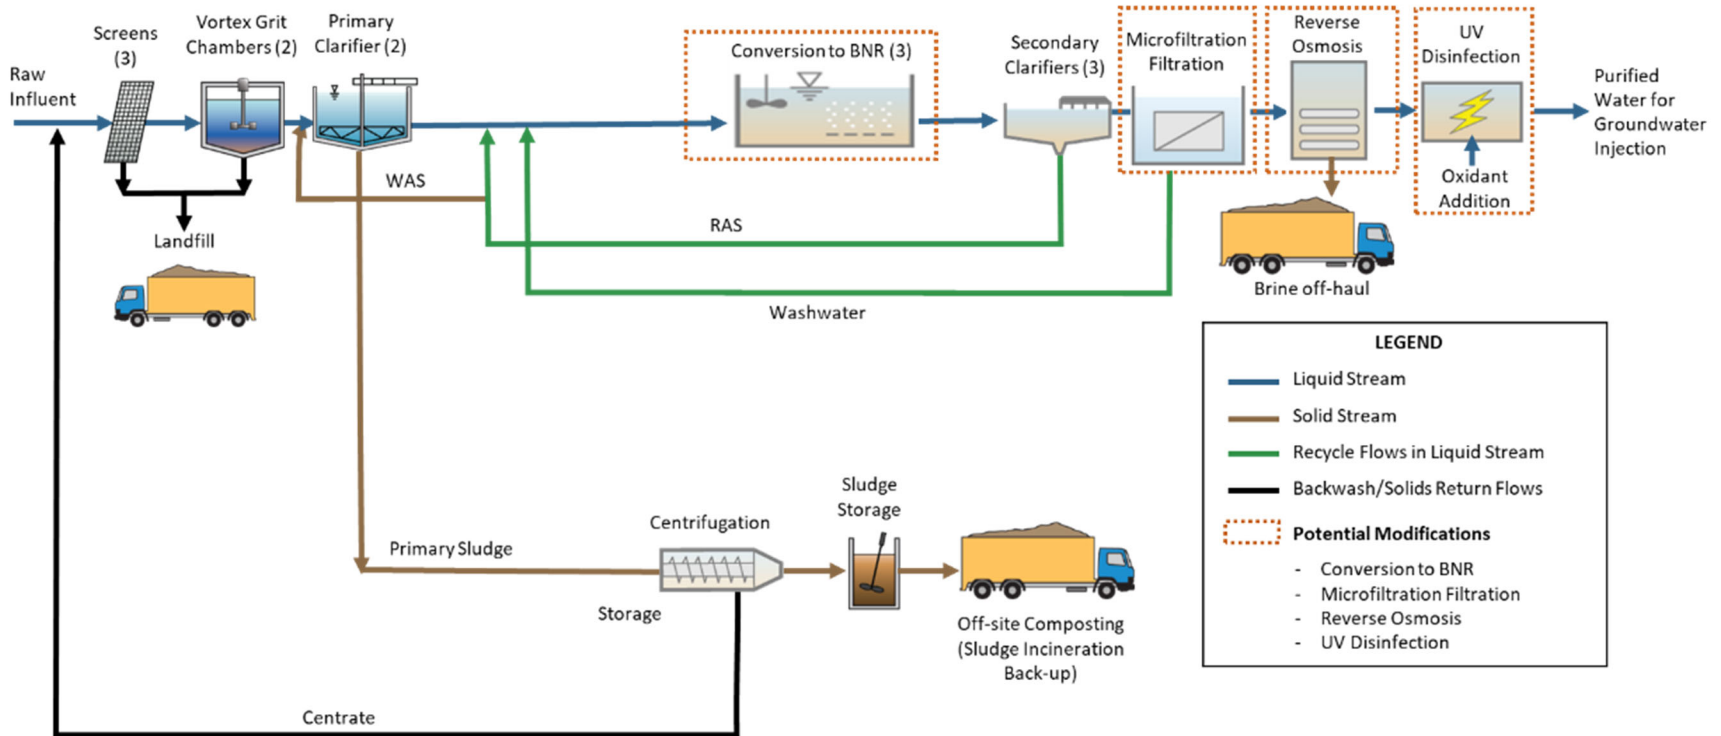 Raw
Influent
Screens
(3)
Vortex Grit
Chambers (2)
Primary
Clarifier (2)
Conversion to BNR (3)
Secondary
Clarifiers (3)
Microfiltration
Filtration
Reverse
Osmosis
UV
Disinfection
Purified
Water for
Groundwater
Injection
Oxidant
Addition
WAS
RAS
Landfill
Washwater
Brine off-haul
LEGEND
Liquid Stream
Solid Stream
Recycle Flows in Liquid Stream
Backwash/Solids Return Flows
Potential Modifications
- Conversion to BNR
- Microfiltration Filtration
- Reverse Osmosis
- UV Disinfection
Primary Sludge
Centrifugation
Storage
Sludge
Storage
Off-site Composting
(Sludge Incineration
Back-up)
Centrate